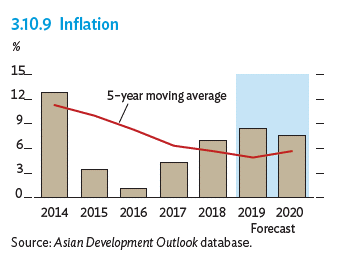 3.10.9 Inflation
%
15
12
9
6
3
0
5-year moving average
2014 2015 2016 2017 2018 2019 2020
Forecast
Source: Asian Development Outlook database.